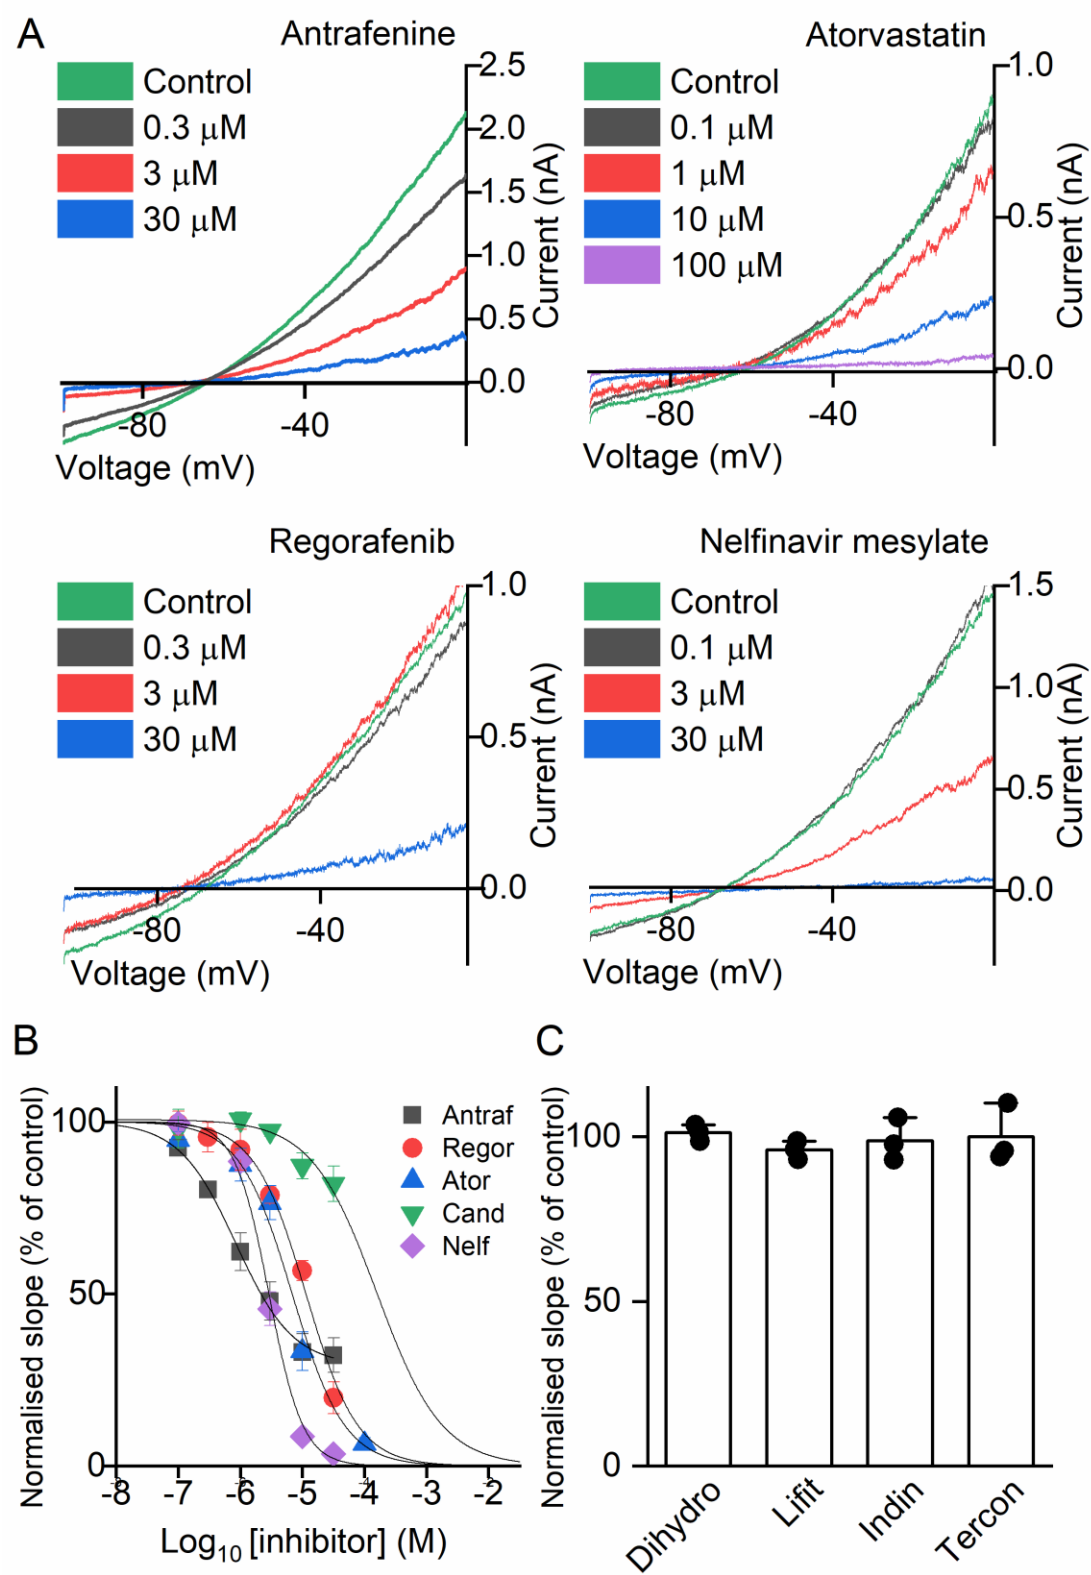 A
Antrafenine
Control
0.3 μM
3 μM
30 μM
2.5
2.0
1.5
1.0
0.5
0.0
Current (nA)
-80
-40
Voltage (mV)
Atorvastatin
Control
0.1 μM
1 μM
10 μM
100 μM
1.0
0.5
0.0
Current (nA)
-80
-40
Voltage (mV)
Regorafenib
Control
0.3 μM
3 μM
30 μM
1.0
0.5
0.0
Current (nA)
-80
-40
Voltage (mV)
Nelfinavir mesylate
Control
0.1 μM
3 μM
30 μM
1.5
1.0
0.5
0.0
Current (nA)
-80
-40
Voltage (mV)
B
Normalised slope (% of control)
100
50
0
Antraf
Regor
Ator
Cand
Nelf
-8 -7 -6 -5 -4 -3 -2
Log10 [inhibitor] (M)
C
Normalised slope (% of control)
100
50
0
Dihydro
Lifit
Indin
Tercon